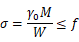 σ = γ₀M / W ≤ f